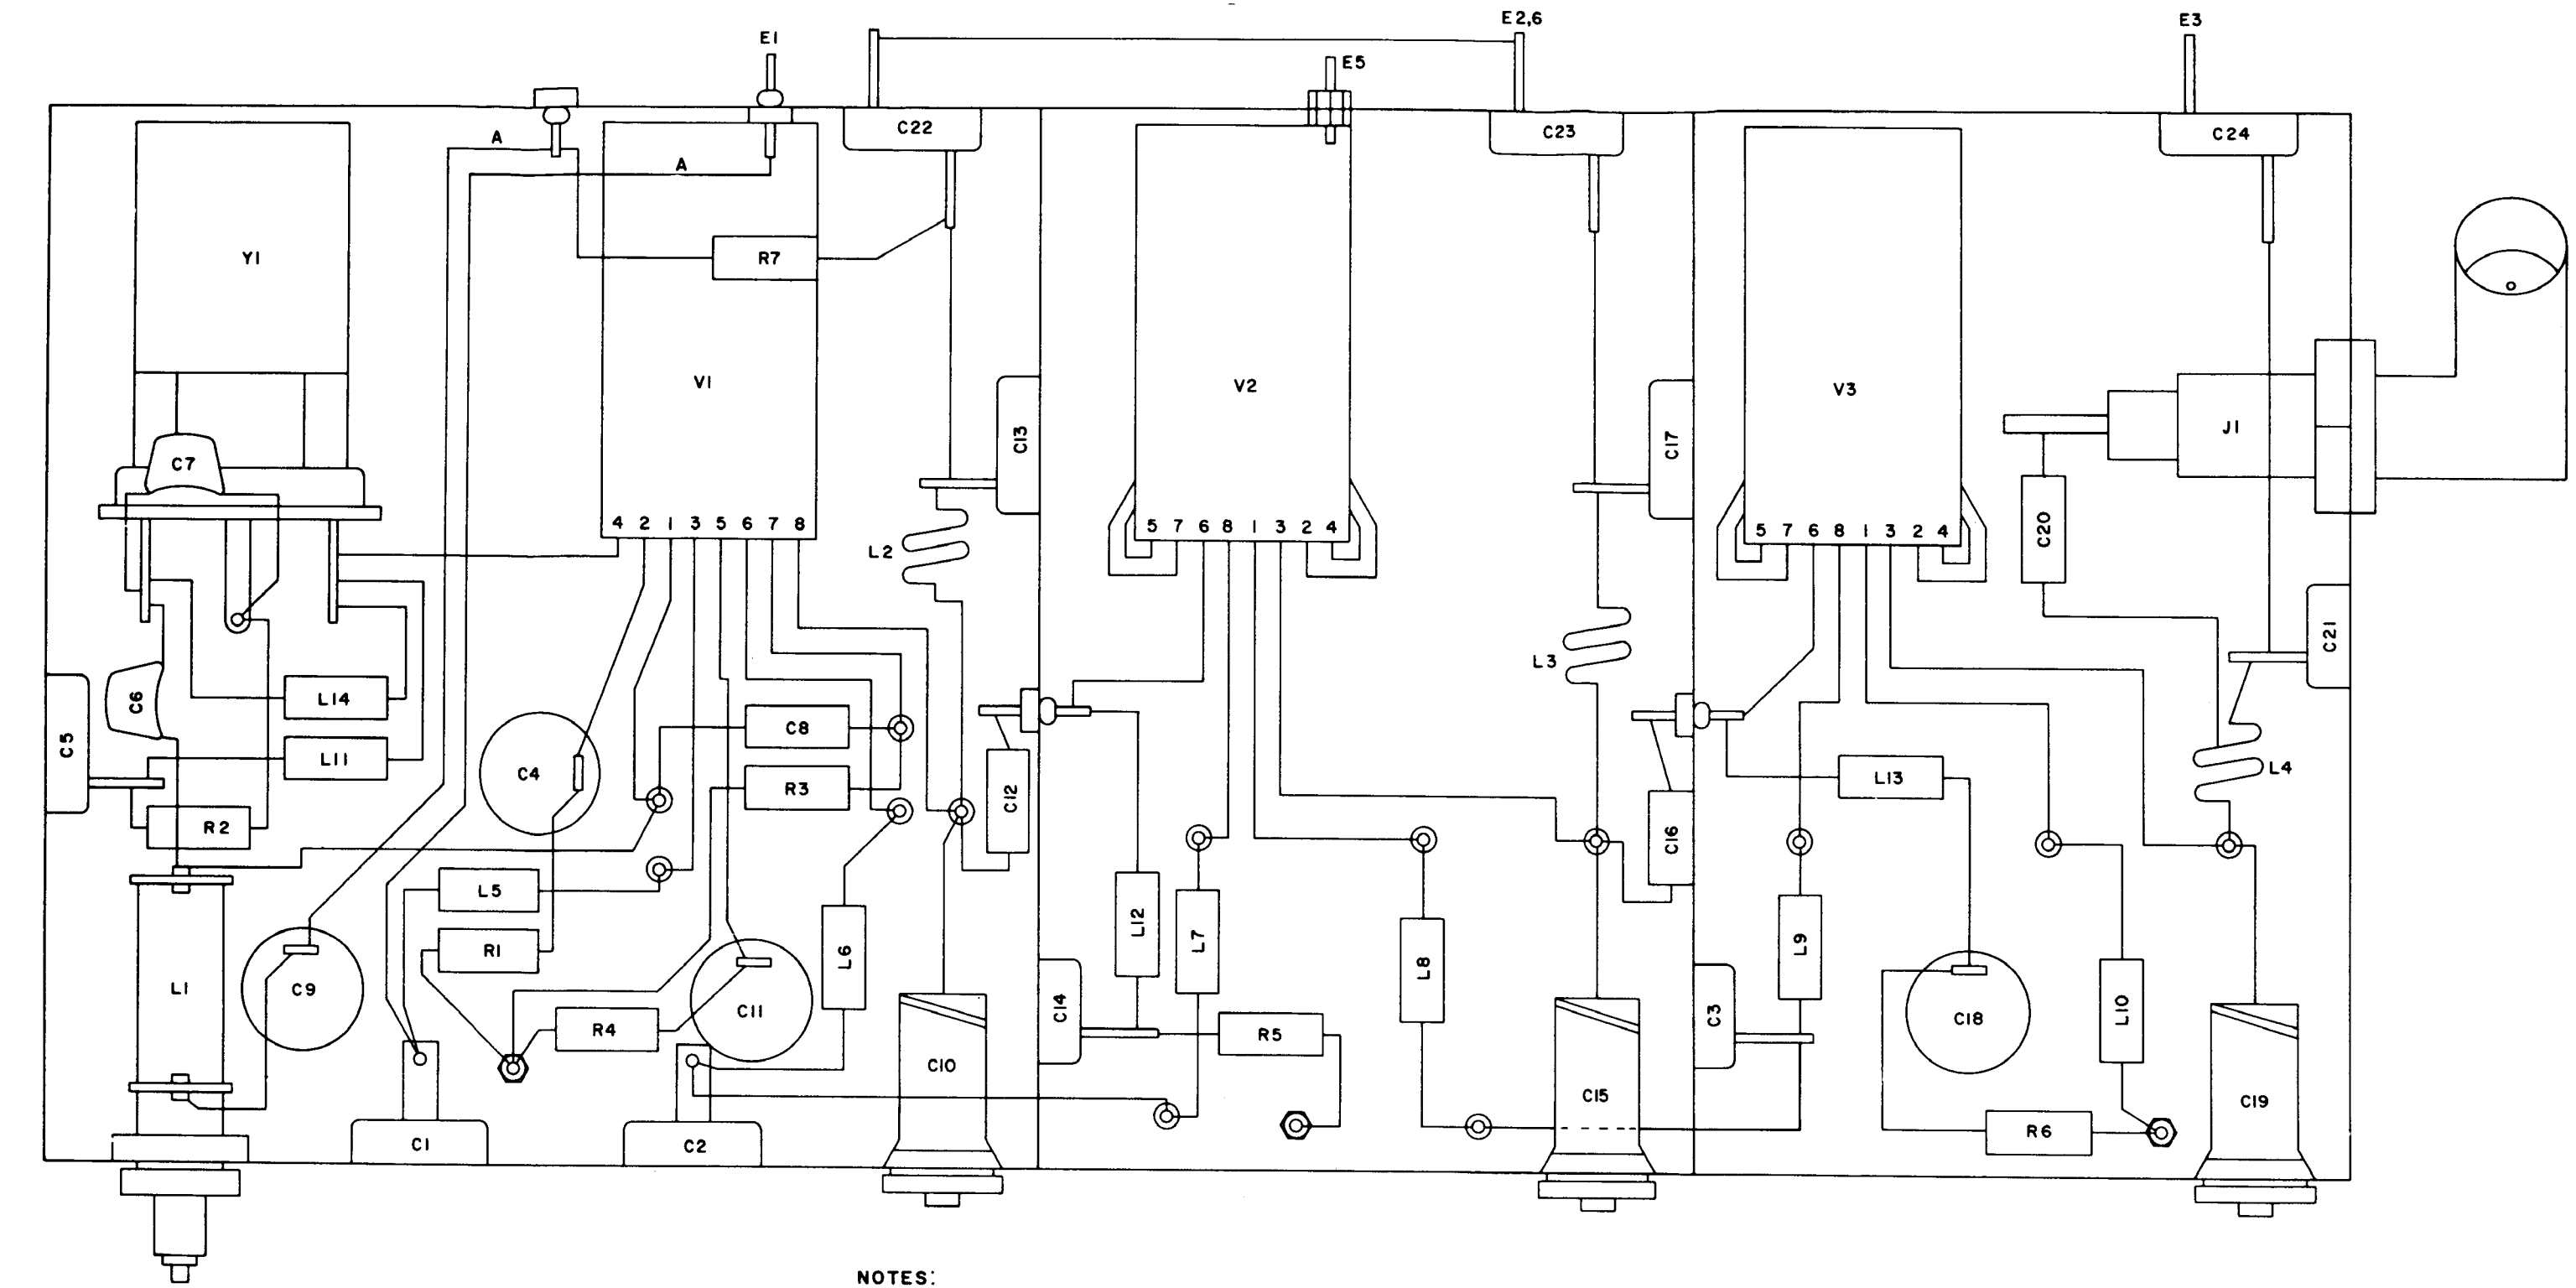 E1
E2,6
E3
E5
C22
C23
C24
A
A
Y1
R7
V1
V2
V3
J1
C13
C17
C7
4 2 1 3 5 6 7 8
5 7 6 8 1 3 2 4
5 7 6 8 1 3 2 4
C20
L2
L3
C21
C6
L14
C5
L11
C4
C8
R3
C12
C16
L13
L4
R2
L5
R1
L1
C9
L6
L12
L7
L8
L9
C11
R4
C14
R5
C3
C18
L10
C10
C15
C19
C1
C2
R6
NOTES: